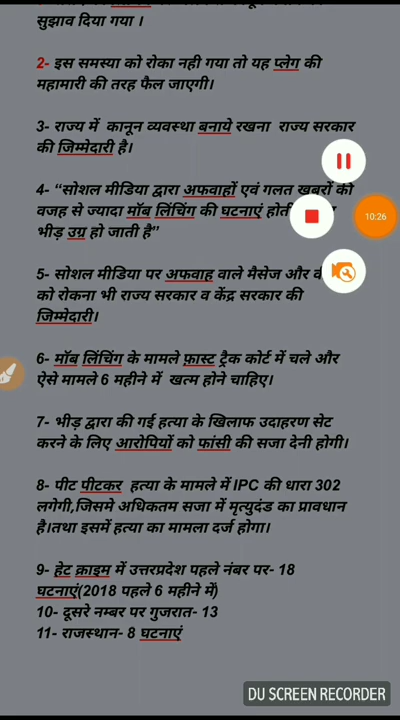 सुझाव दिया गया ।
2- इस समस्या को रोका नही गया तो यह प्लेग की
महामारी की तरह फैल जाएगी।
3- राज्य में कानून व्यवस्था बनाये रखना राज्य सरकार
की जिम्मेदारी है।
4- “सोशल मीडिया द्वारा अफवाहों एवं गलत खबरों की
वजह से ज्यादा मॉब लिंचिंग की घटनाएं
भीड़ उग्र हो जाती है”
5- सोशल मीडिया पर अफवाह वाले मैसेज और
को रोकना भी राज्य सरकार व केंद्र सरकार की
जिम्मेदारी।
6- मॉब लिंचिंग के मामले फ़ास्ट ट्रैक कोर्ट में चले और
ऐसे मामले 6 महीने में खत्म होने चाहिए।
7- भीड़ द्वारा की गई हत्या के खिलाफ उदाहरण सेट
करने के लिए आरोपियों को फांसी की सजा देनी होगी।
8- पीट पीटकर हत्या के मामले में IPC की धारा 302
लगेगी,जिसमे अधिकतम सजा में मृत्युदंड का प्रावधान
है।तथा इसमें हत्या का मामला दर्ज होगा।
9- हेट क्राइम में उत्तरप्रदेश पहले नंबर पर- 18
घटनाएं(2018 पहले 6 महीने में)
10- दूसरे नम्बर पर गुजरात- 13
11- राजस्थान- 8 घटनाएं
10:26
DU SCREEN RECORDER